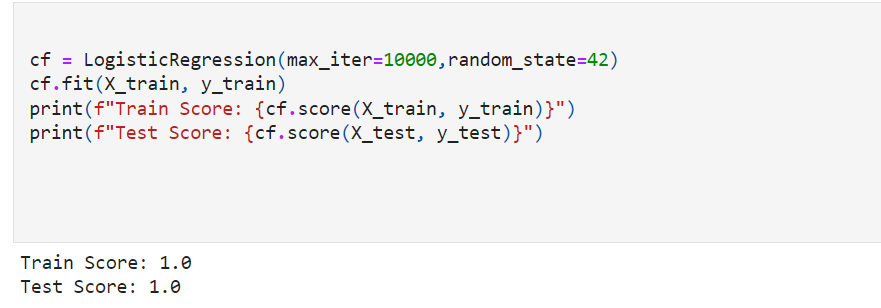 cf = LogisticRegression(max_iter=10000,random_state=42)
cf.fit(X_train, y_train)
print(f"Train Score: {cf.score(X_train, y_train)}")
print(f"Test Score: {cf.score(X_test, y_test)}")
Train Score: 1.0
Test Score: 1.0